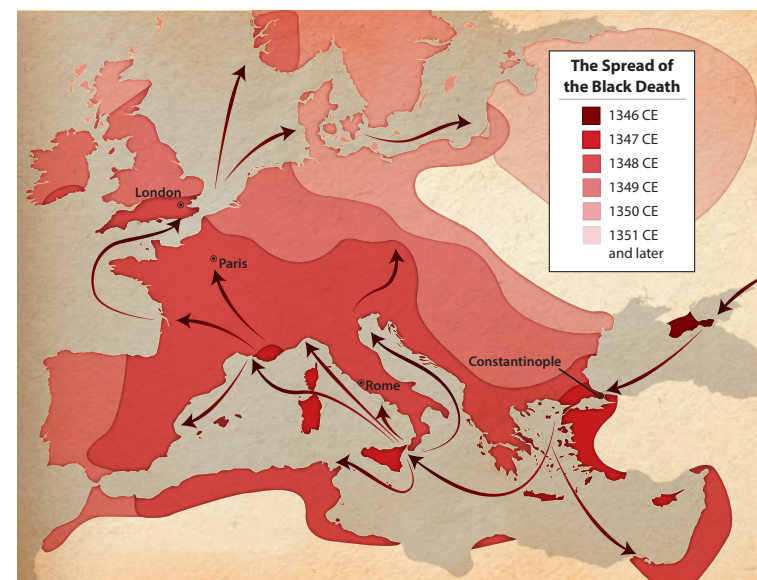 The Spread of
the Black Death
1346 CE
1347 CE
1348 CE
1349 CE
1350 CE
1351 CE
and later
London
Paris
Constantinople
Rome